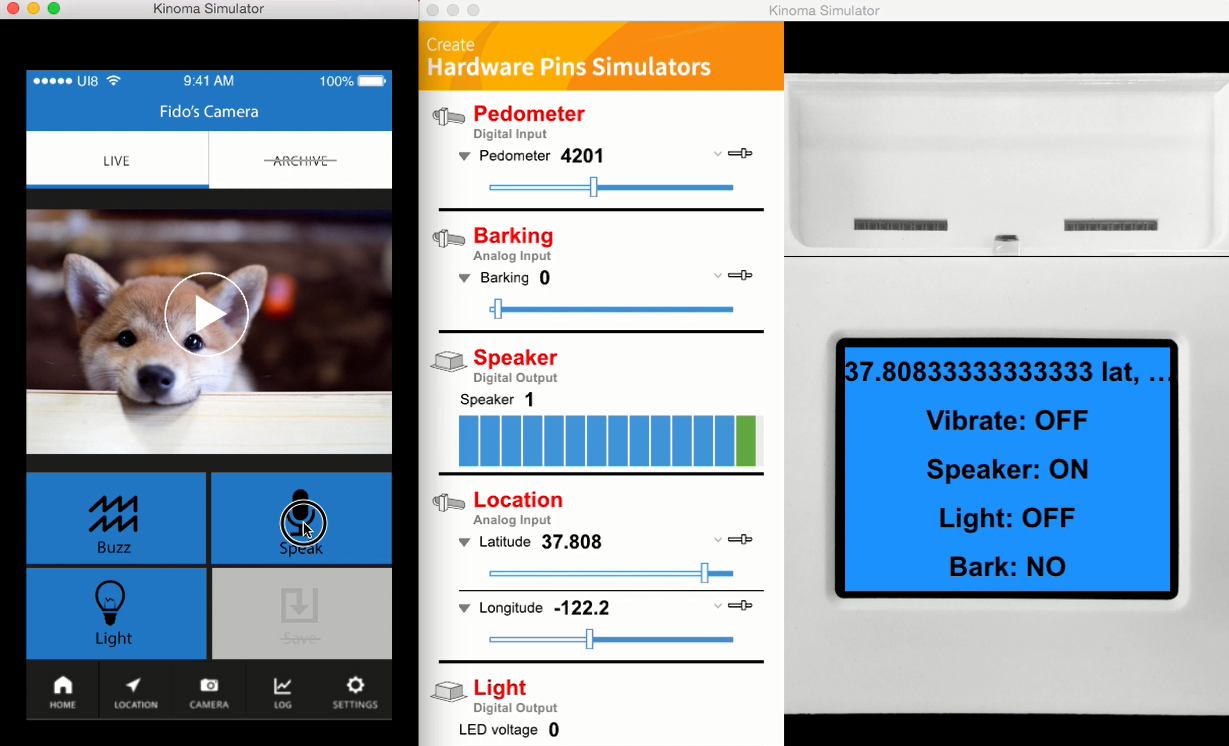 Kinoma Simulator
UI8 9:41 AM 100%
Fido's Camera
LIVE ARCHIVE
Buzz Speak
Light Save
HOME LOCATION CAMERA LOG SETTINGS
Kinoma Simulator
Create
Hardware Pins Simulators
Pedometer
Digital Input
Pedometer 4201
Barking
Analog Input
Barking 0
Speaker
Digital Output
Speaker 1
Location
Analog Input
Latitude 37.808
Longitude -122.2
Light
Digital Output
LED voltage 0
37.80833333333333 lat, ...
Vibrate: OFF
Speaker: ON
Light: OFF
Bark: NO